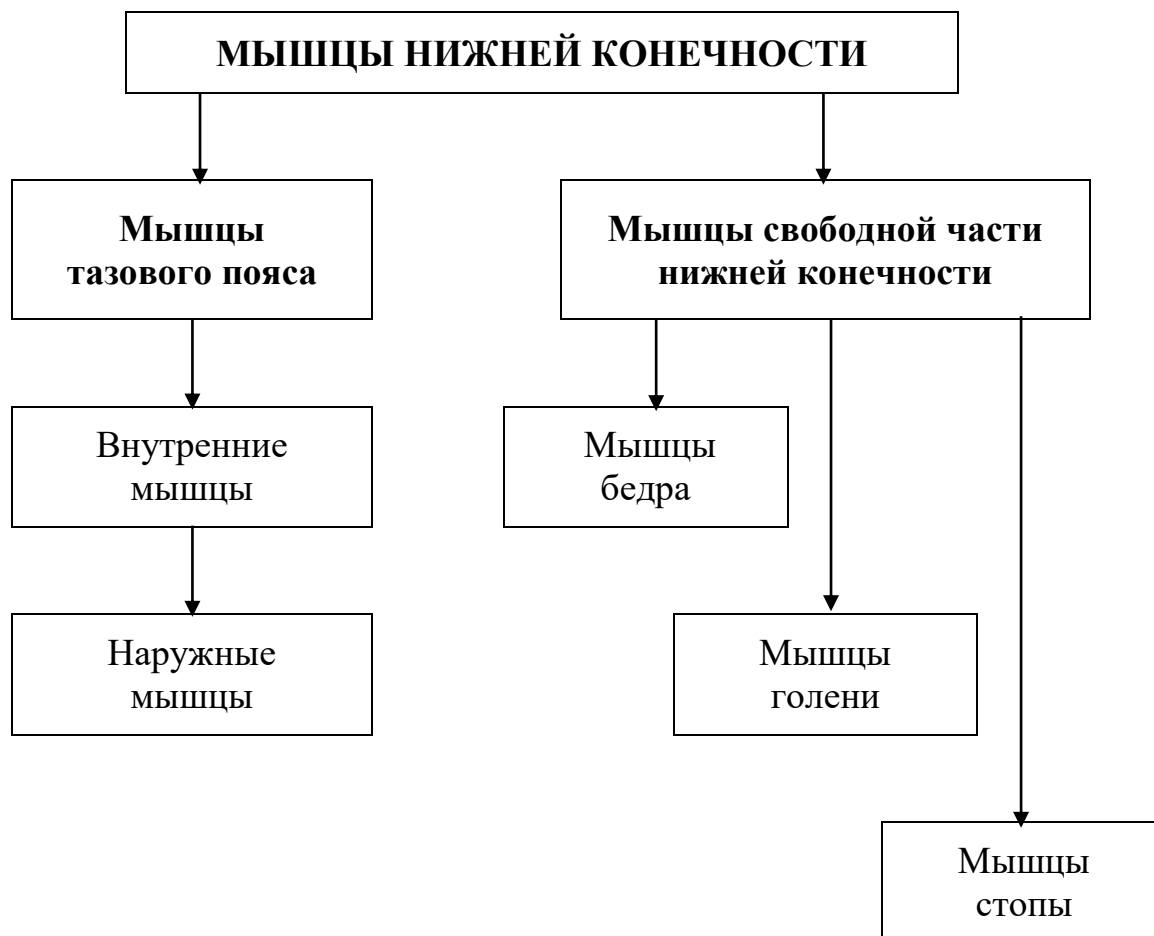 МЫШЦЫ НИЖНЕЙ КОНЕЧНОСТИ
Мышцы
тазового пояса
Мышцы свободной части
нижней конечности
Внутренние
мышцы
Мышцы
бедра
Наружные
мышцы
Мышцы
голени
Мышцы
стопы